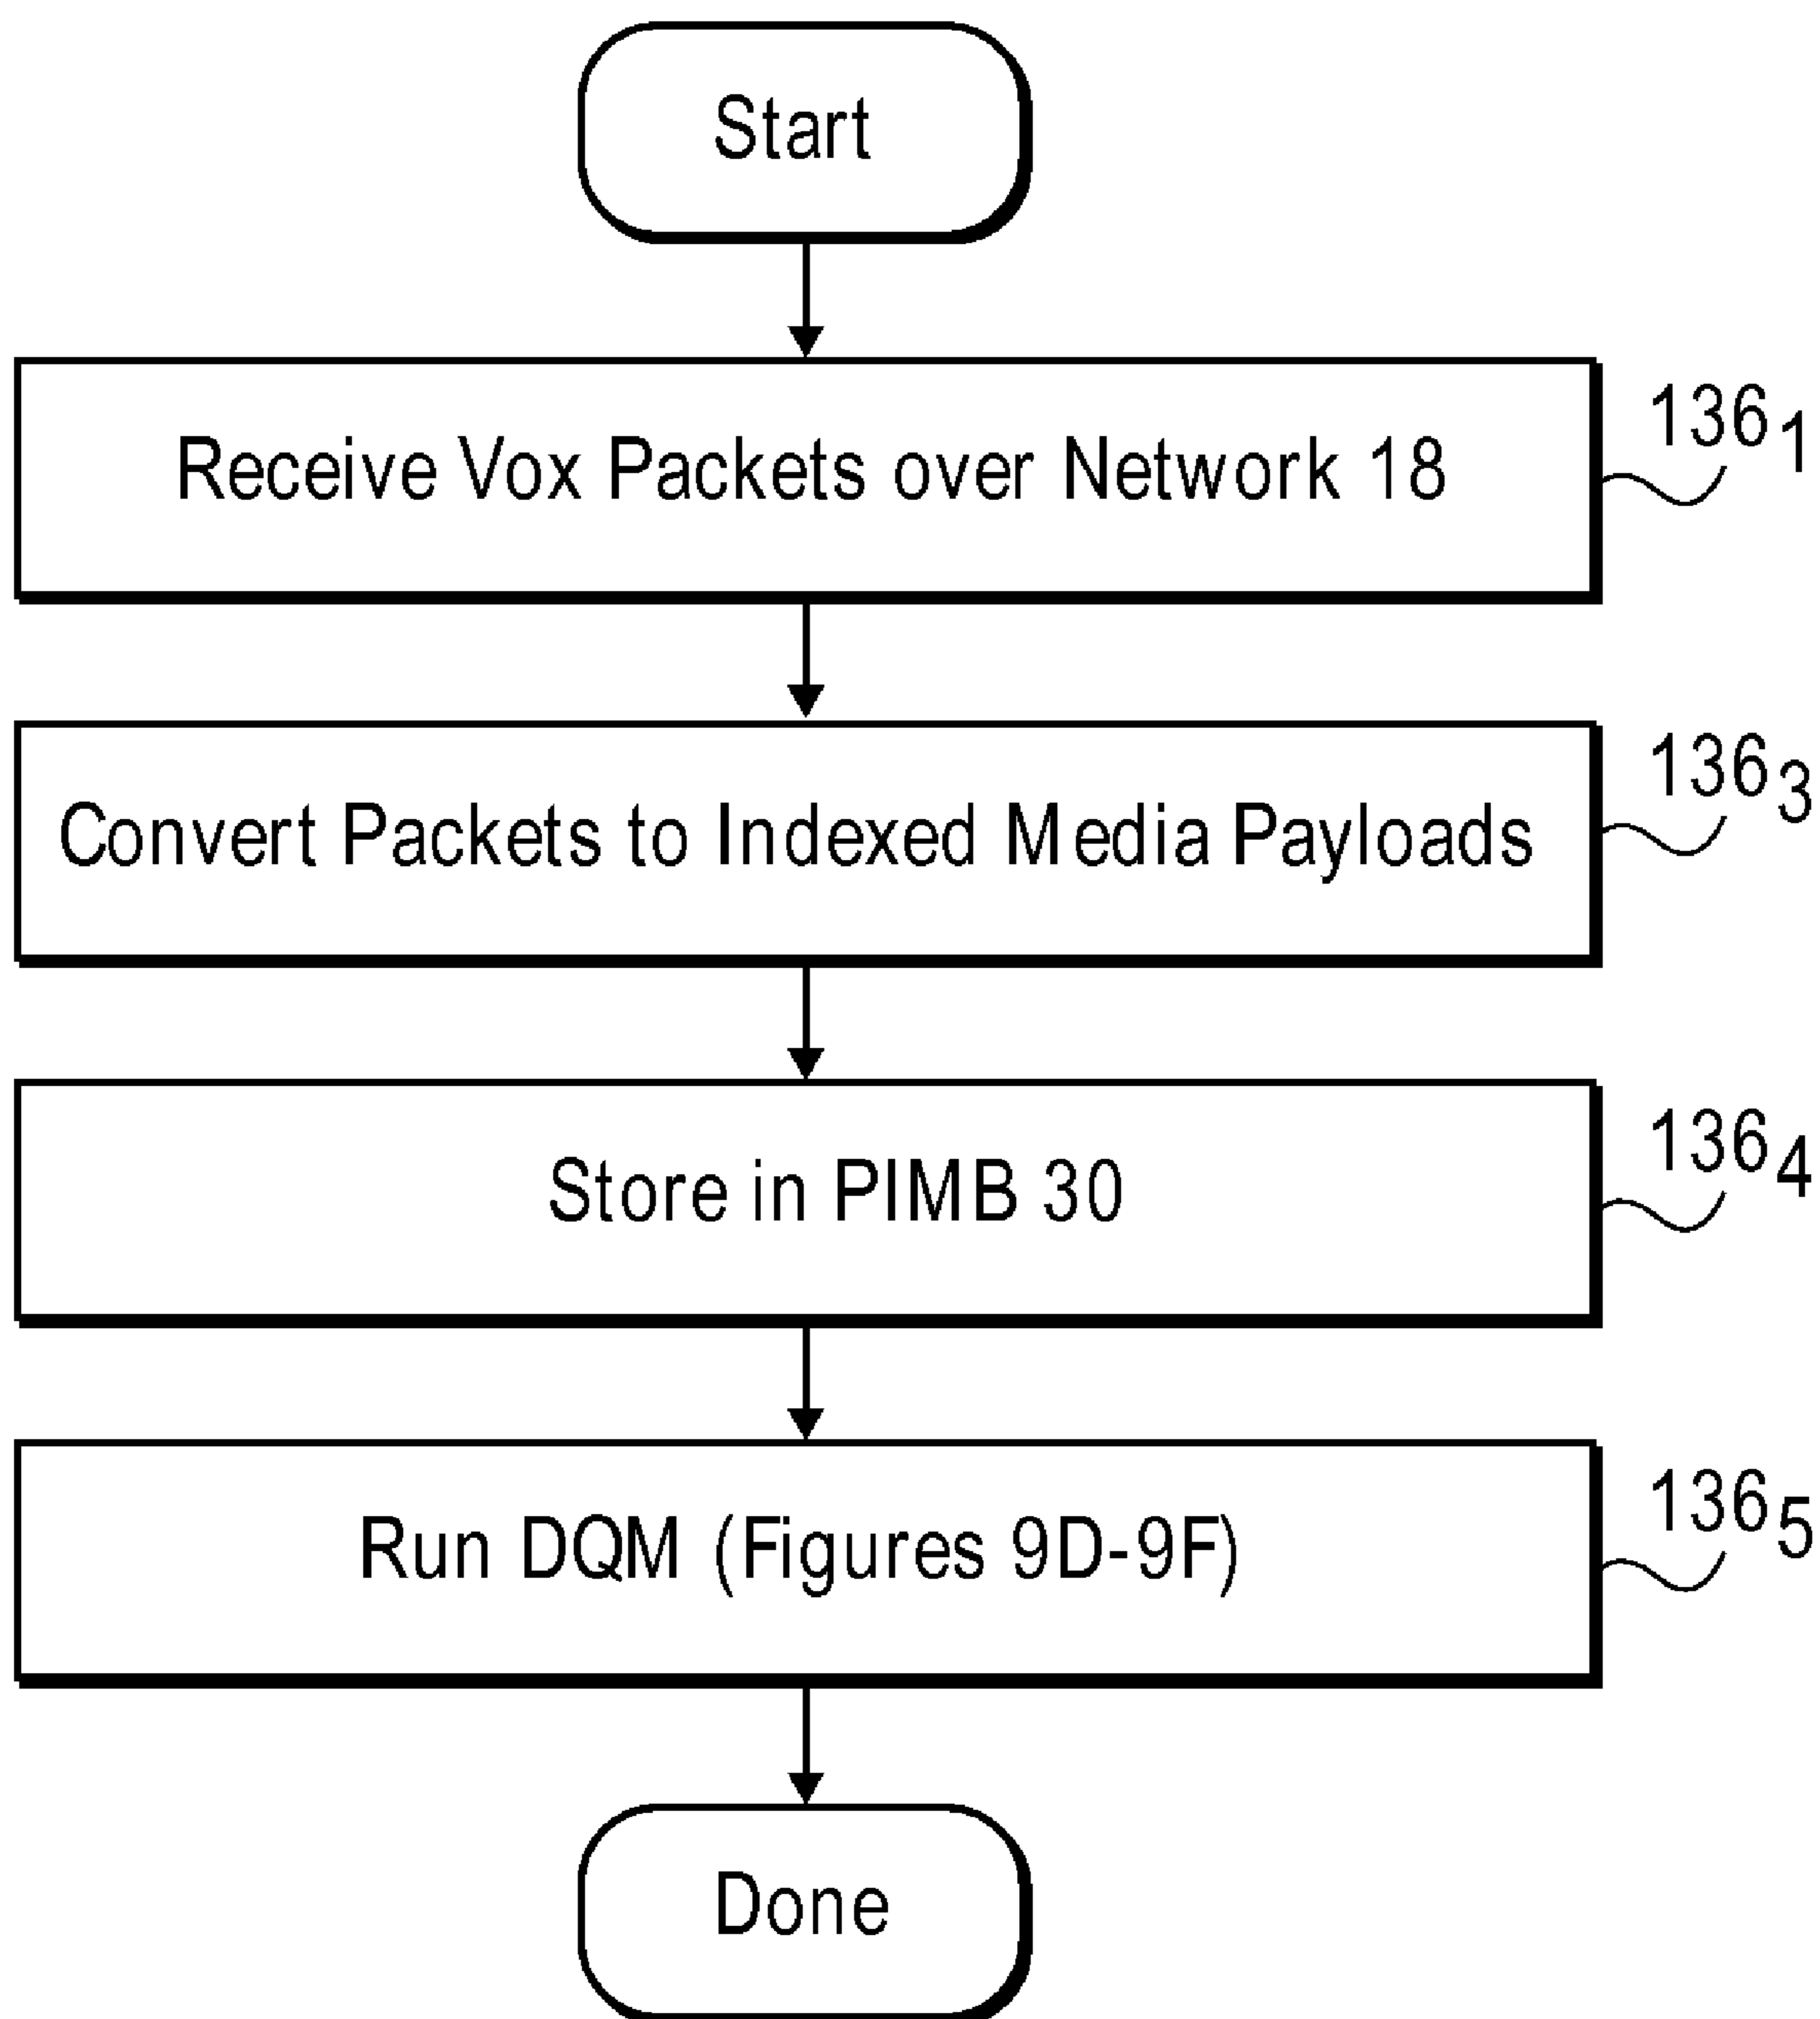 Start
Receive Vox Packets over Network 18
136₁
Convert Packets to Indexed Media Payloads
136₃
Store in PIMB 30
136₄
Run DQM (Figures 9D-9F)
136₅
Done